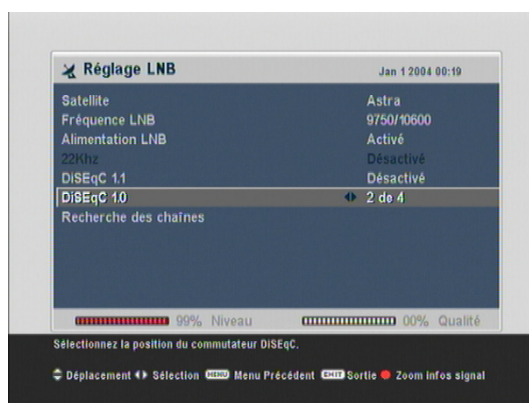 Réglage LNB Jan 1 2004 00:19
Satellite Astra
Fréquence LNB 9750/10600
Alimentation LNB Activé
22Khz Désactivé
DiSEqC 1.1 Désactivé
DiSEqC 1.0 2 de 4
Recherche des chaînes
99% Niveau 00% Qualité
Sélectionnez la position du commutateur DiSEqC.
Déplacement Sélection MENU Menu Précédent EXIT Sortie Zoom infos signal